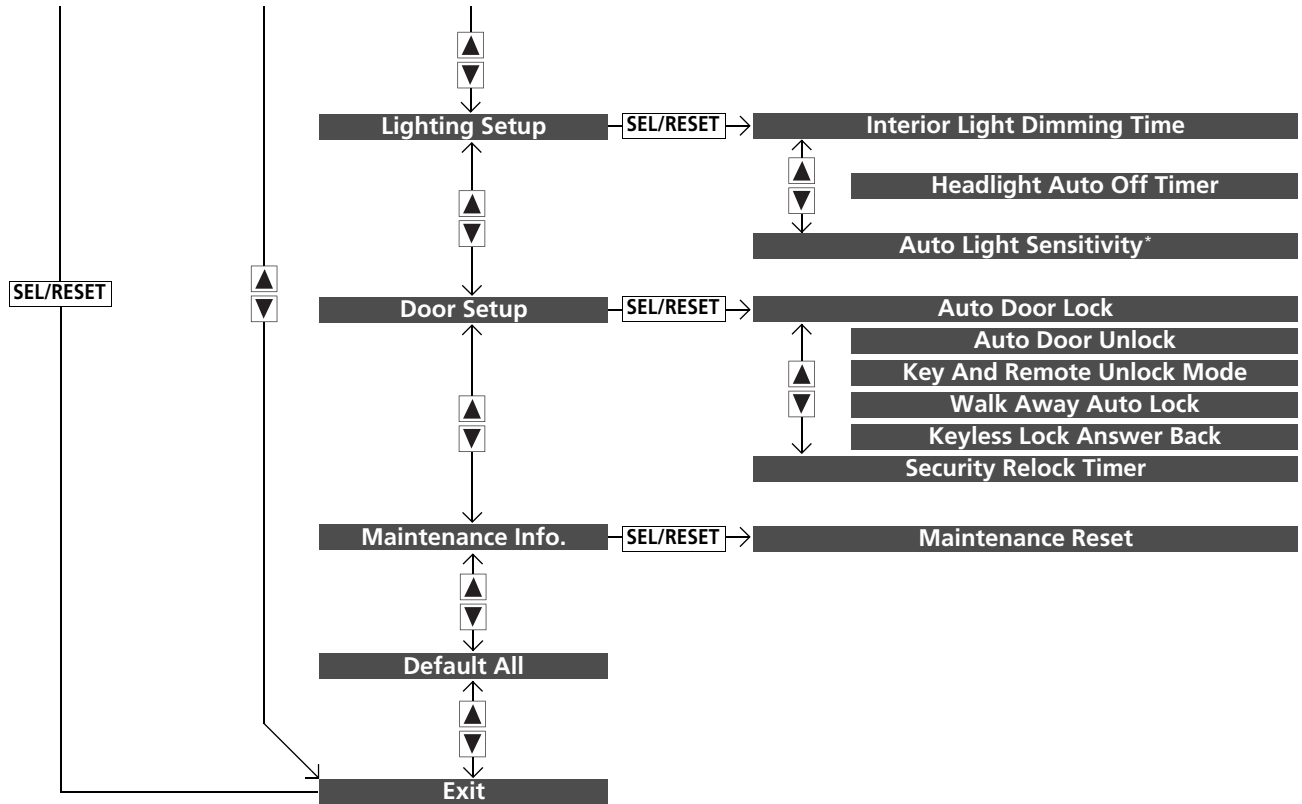 Lighting Setup SEL/RESET Interior Light Dimming Time
Headlight Auto Off Timer
Auto Light Sensitivity*
SEL/RESET
Door Setup SEL/RESET Auto Door Lock
Auto Door Unlock
Key And Remote Unlock Mode
Walk Away Auto Lock
Keyless Lock Answer Back
Security Relock Timer
Maintenance Info. SEL/RESET Maintenance Reset
Default All
Exit